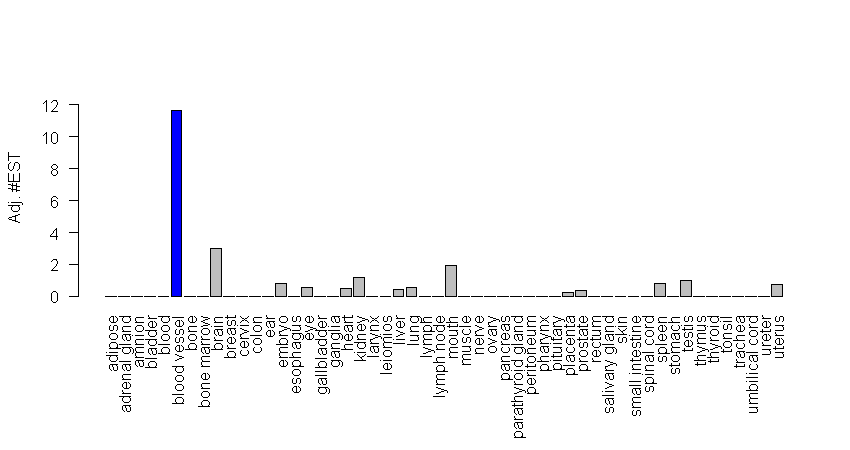 Adj. #EST
12
10
8
6
4
2
0
adipose
adrenal gland
amnion
bladder
blood
blood vessel
bone
bone marrow
brain
breast
cervix
colon
ear
embryo
esophagus
eye
gallbladder
ganglia
heart
kidney
larynx
leiomios
liver
lung
lymph
lymph node
mouth
muscle
nerve
ovary
pancreas
parathyroid gland
peritoneum
pharynx
pituitary
placenta
prostate
rectum
salivary gland
skin
small intestine
spinal cord
spleen
stomach
testis
thymus
thyroid
tonsil
trachea
umbilical cord
ureter
uterus